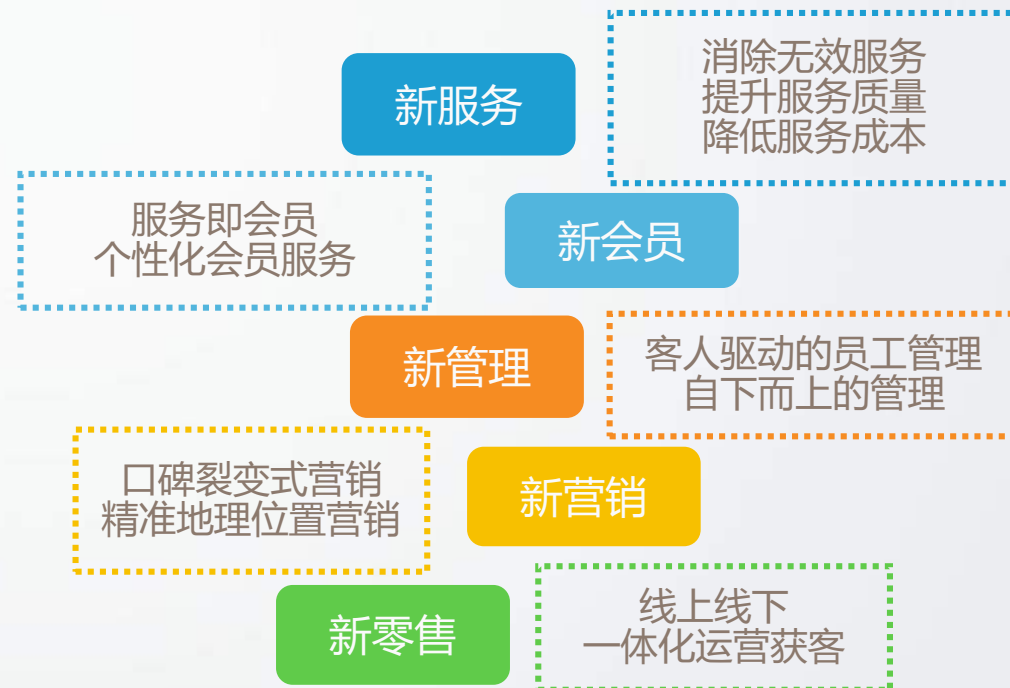 新服务
消除无效服务
提升服务质量
降低服务成本
服务即会员
个性化会员服务
新会员
新管理
客人驱动的员工管理
自下而上的管理
口碑裂变式营销
精准地理位置营销
新营销
新零售
线上线下
一体化运营获客